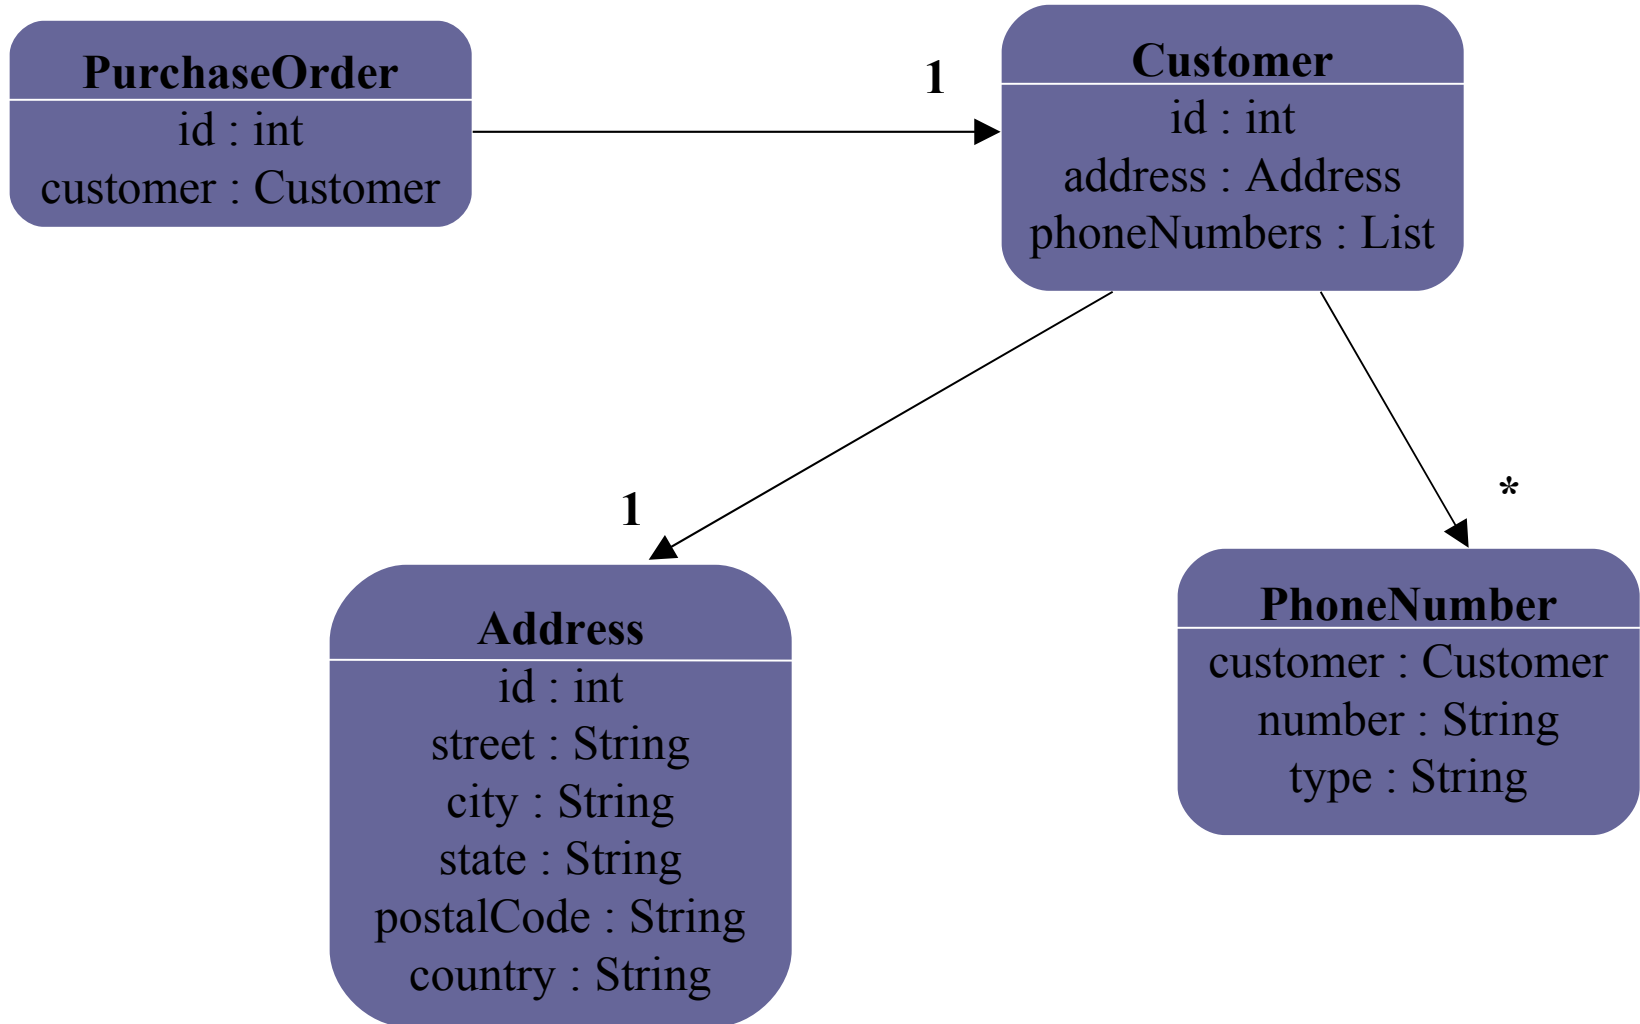 PurchaseOrder
id : int
customer : Customer
1
Customer
id : int
address : Address
phoneNumbers : List
1
*
Address
id : int
street : String
city : String
state : String
postalCode : String
country : String
PhoneNumber
customer : Customer
number : String
type : String